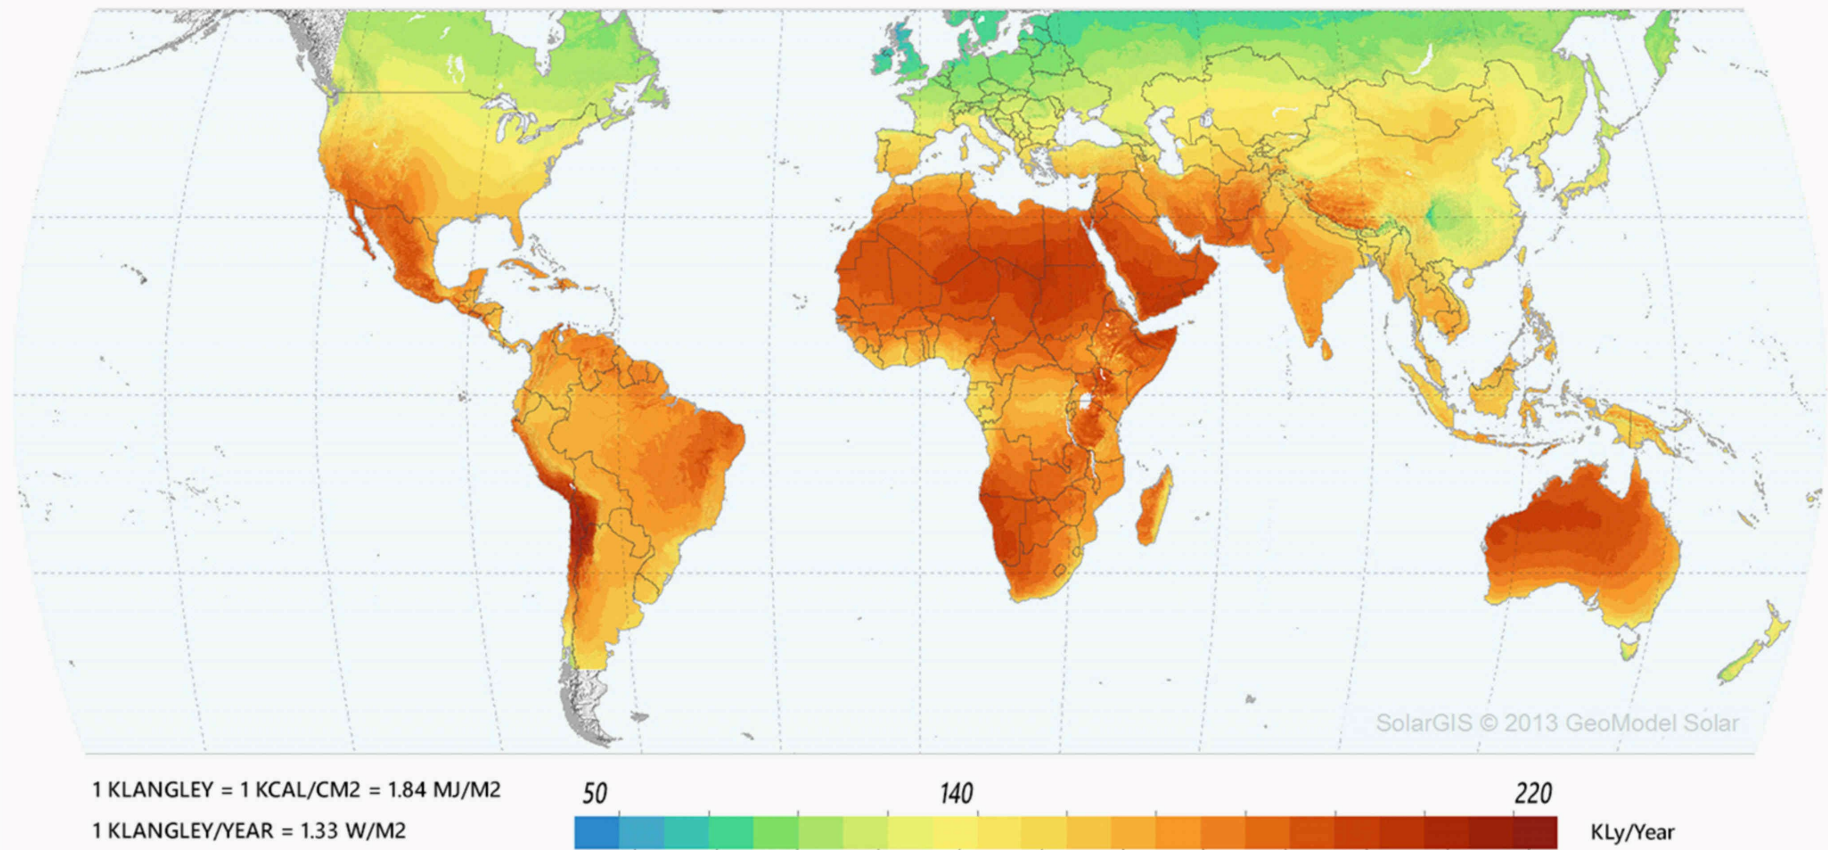 SolarGIS © 2013 GeoModel Solar
1 KLANGLEY = 1 KCAL/CM2 = 1.84 MJ/M2
50 140 220
1 KLANGLEY/YEAR = 1.33 W/M2
KLy/Year